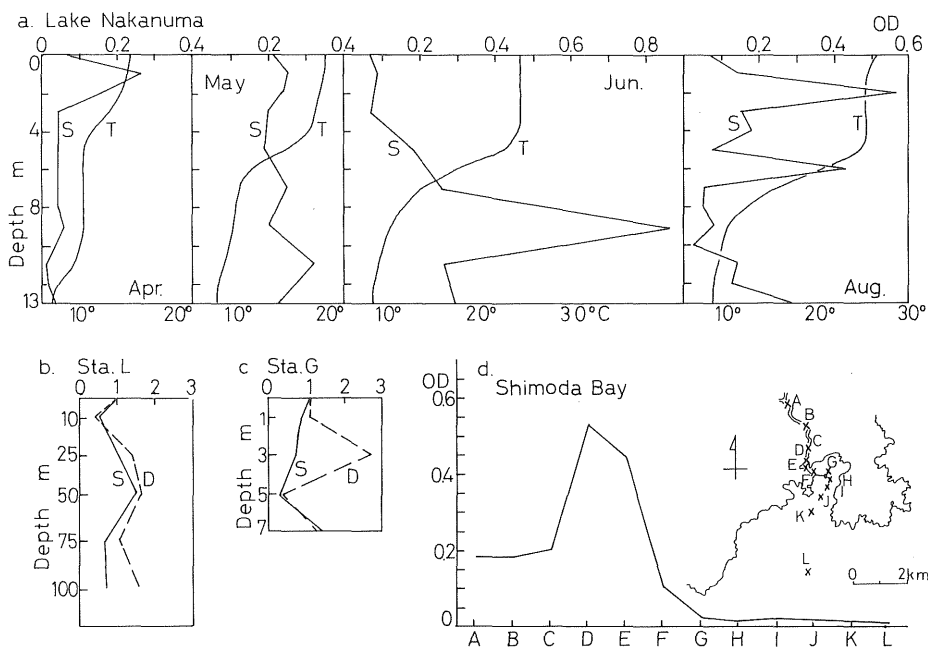 a. Lake Nakanuma
OD
0 0.2 0.4 0.2 0.4 0 0.2 0.4 0.6 0.8 0 0.2 0.4 0.6
0
4
8
13
Depth m
S T
Apr.
May
S T
Jun.
S T
S T
Aug.
10° 20° 10° 20° 10° 20° 30°C 10° 20° 30°
b. Sta. L
0 1 2 3
10
25
50
75
100
Depth m
S D
c Sta. G
0 1 2 3
1
3
5
7
Depth m
S
D
d.
OD
Shimoda Bay
0.6
0.4
0.2
0
A B C D E F G H I J K L
A
B
C
D
E
F
G
H
I
J
K
L
0 2km